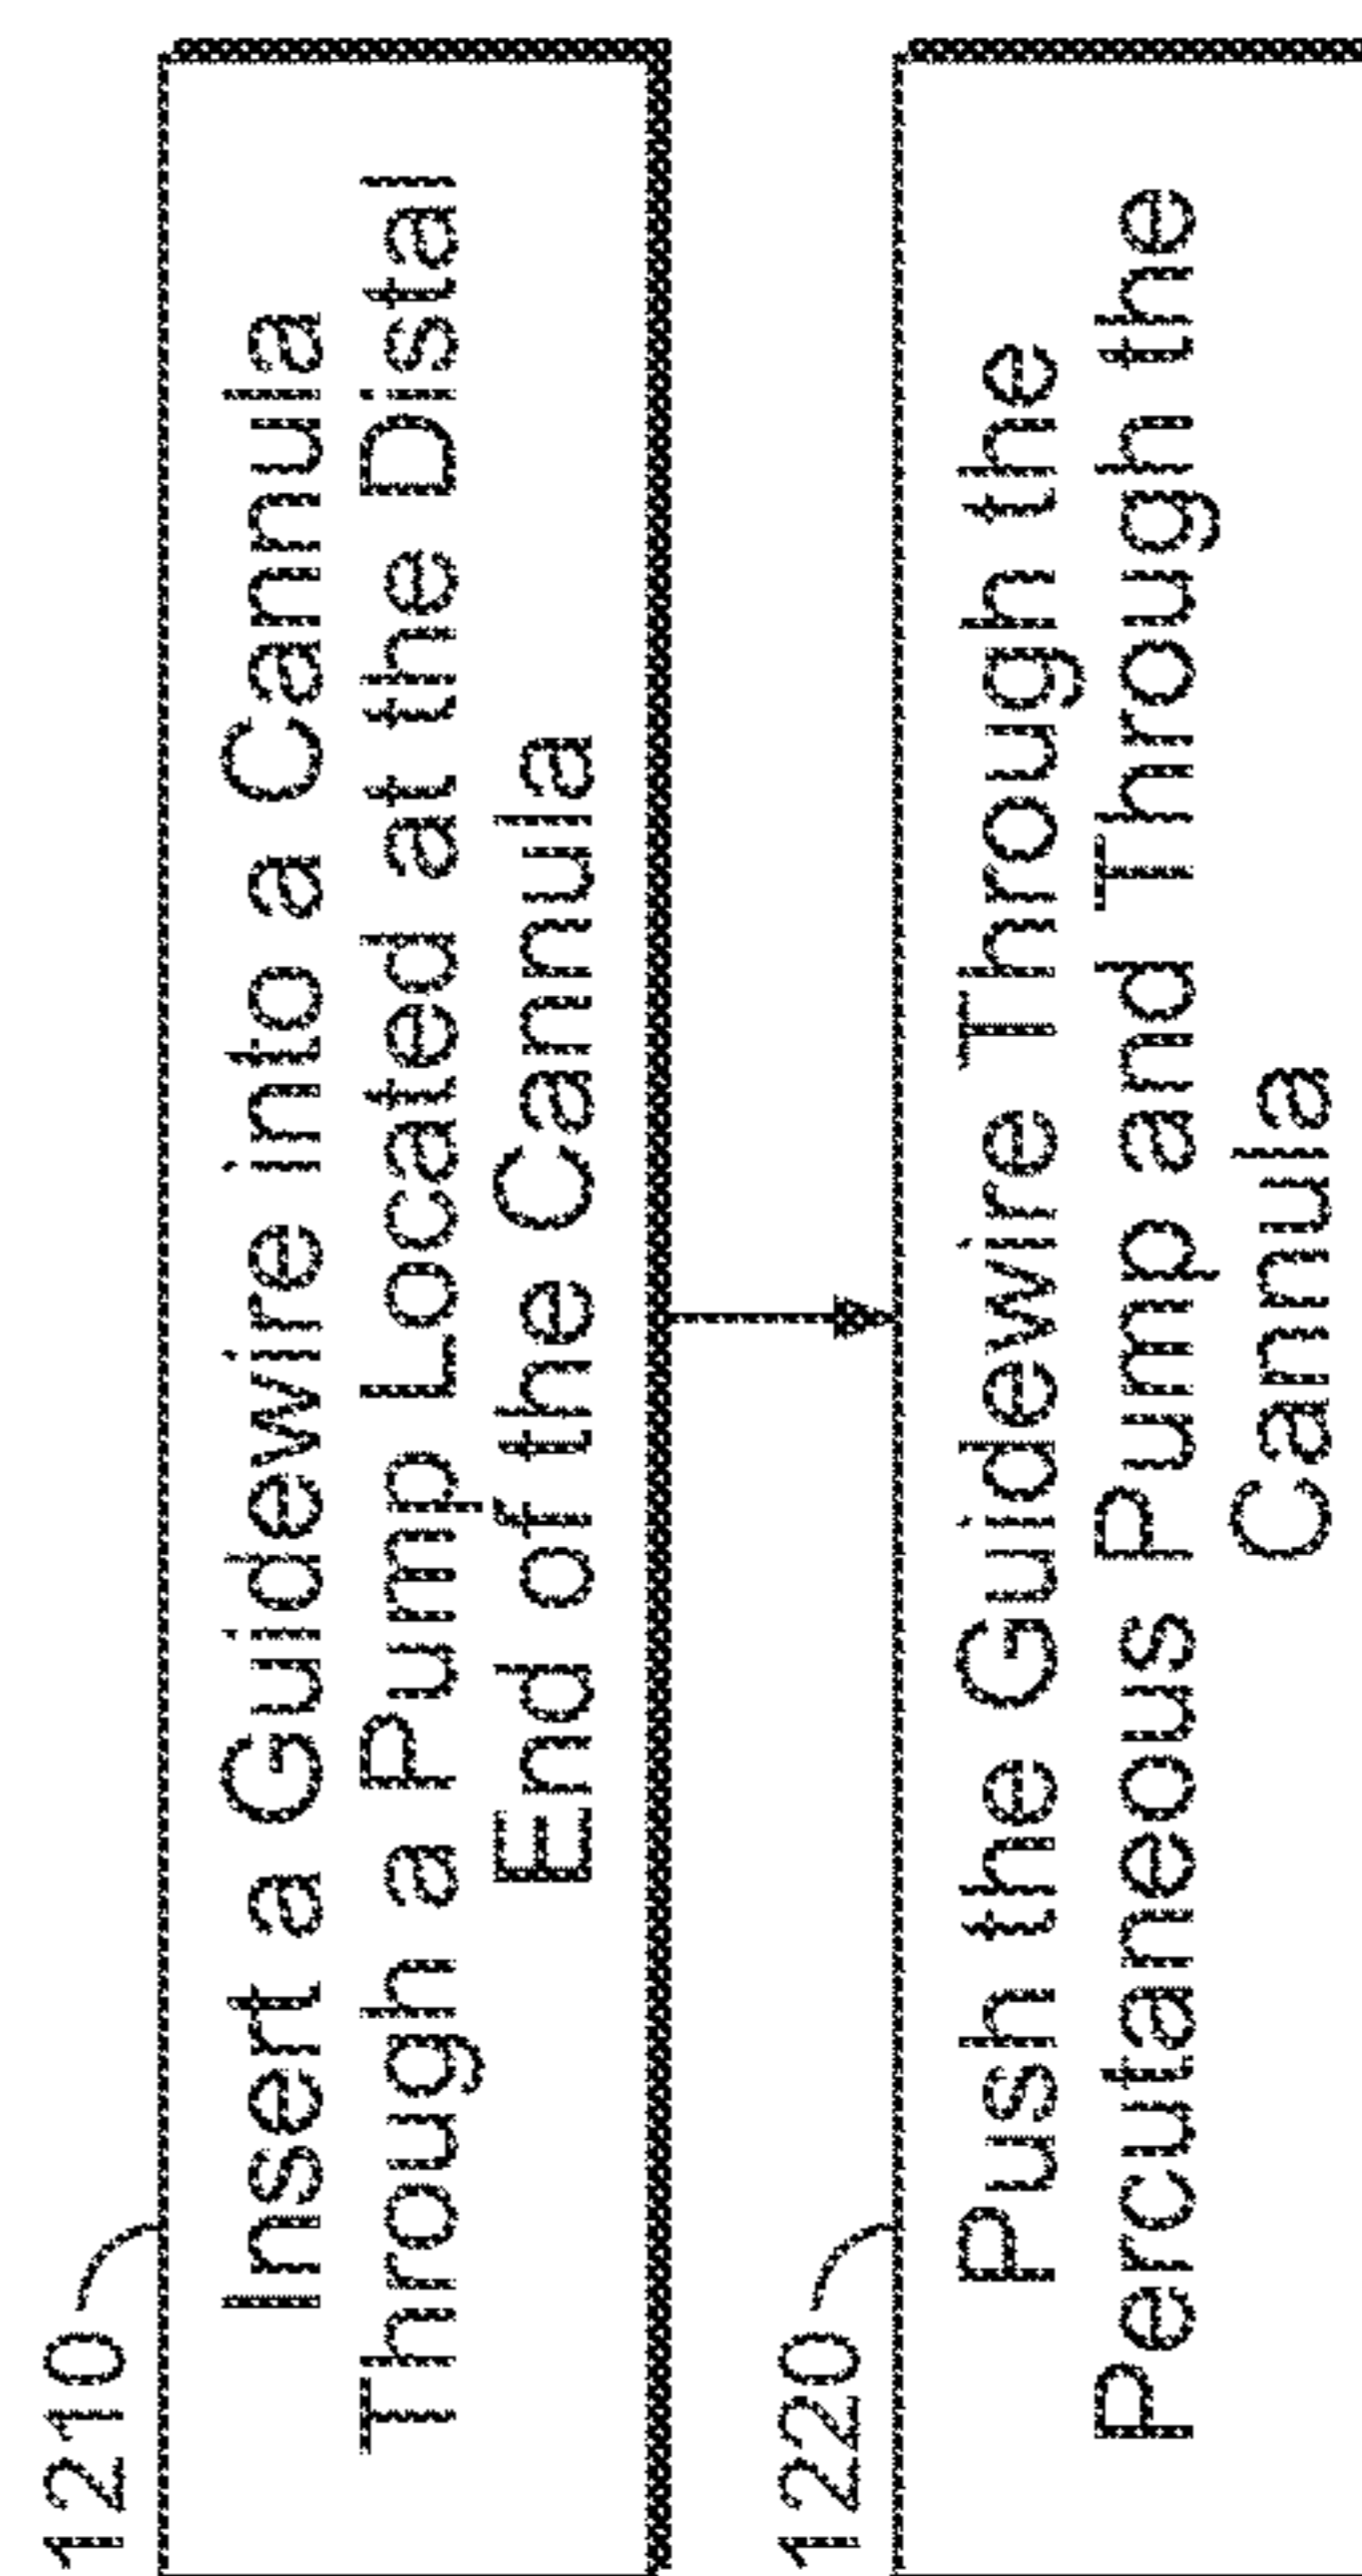 1210
Insert a Guidewire into a Cannula
Through a Pump Located at the Distal
End of the Cannula
1220
Push the Guidewire Through the
Percutaneous Pump and Through the
Cannula